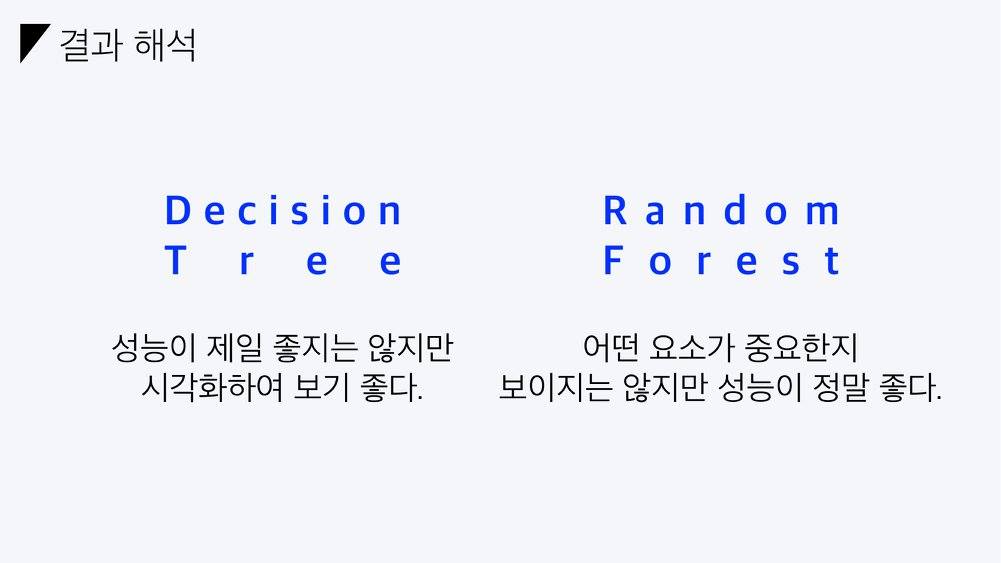 결과 해석
Decision
Tree
성능이 제일 좋지는 않지만
시각화하여 보기 좋다.
Random
Forest
어떤 요소가 중요한지
보이지는 않지만 성능이 정말 좋다.